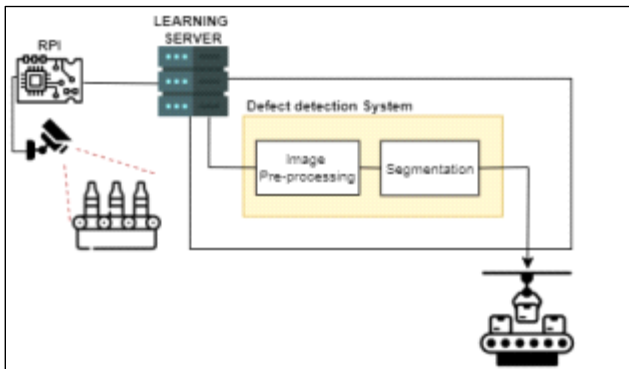 RPI
LEARNING
SERVER
Defect detection System
Image
Pre-processing
Segmentation